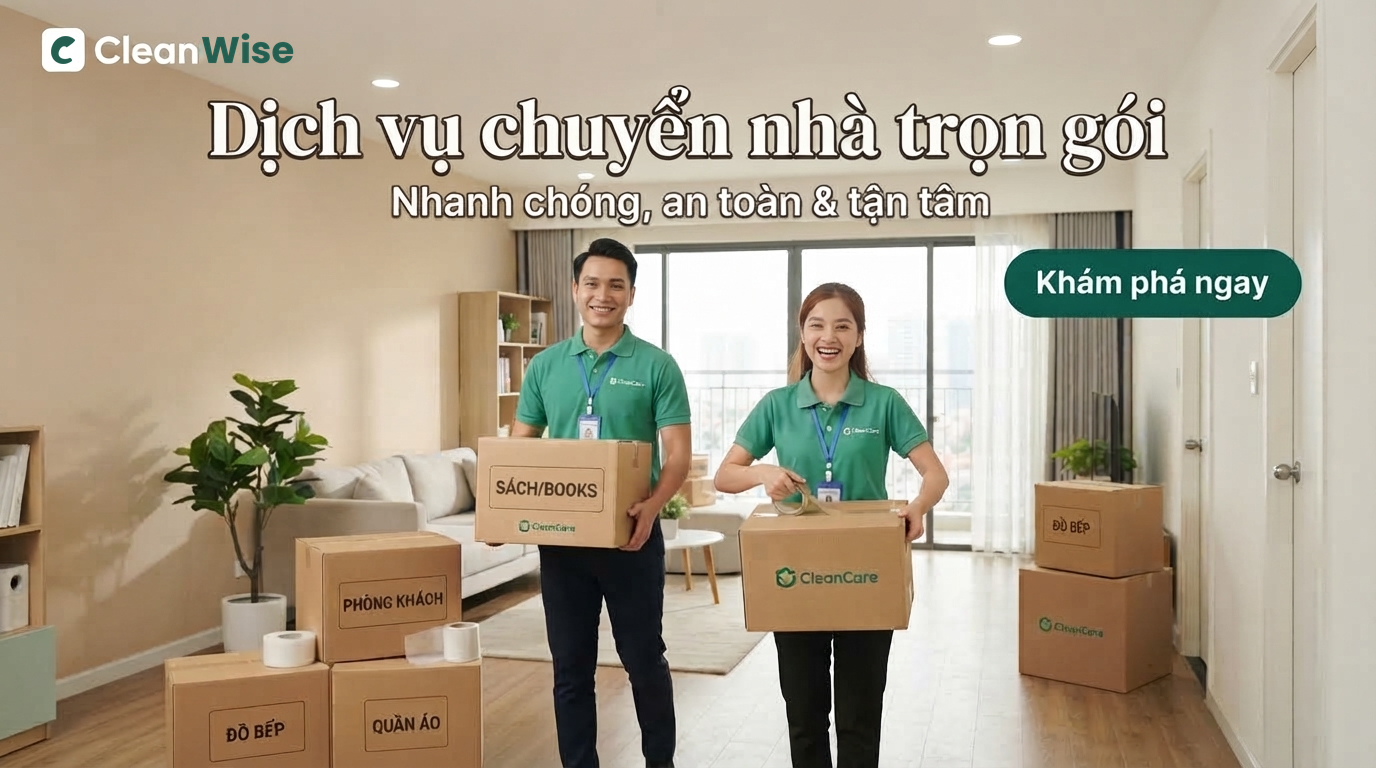 CleanWise
Dịch vụ chuyển nhà trọn gói
Nhanh chóng, an toàn & tận tâm
Khám phá ngay
CleanCare
SÁCH/BOOKS
CleanCare
ĐỒ BẾP
CleanCare
PHÒNG KHÁCH
CleanCare
ĐỒ BẾP
QUẦN ÁO